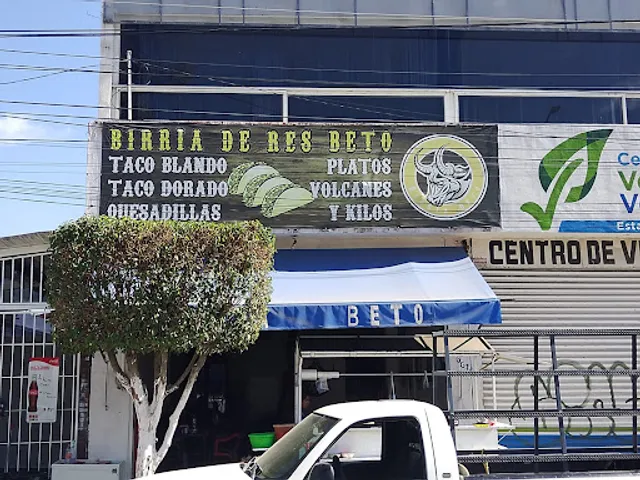 BIRRIA DE RES BETO
TACO BLANDO
TACO DORADO
QUESADILLAS
PLATOS
VOLCANES
Y KILOS
BETO
CENTRO DE